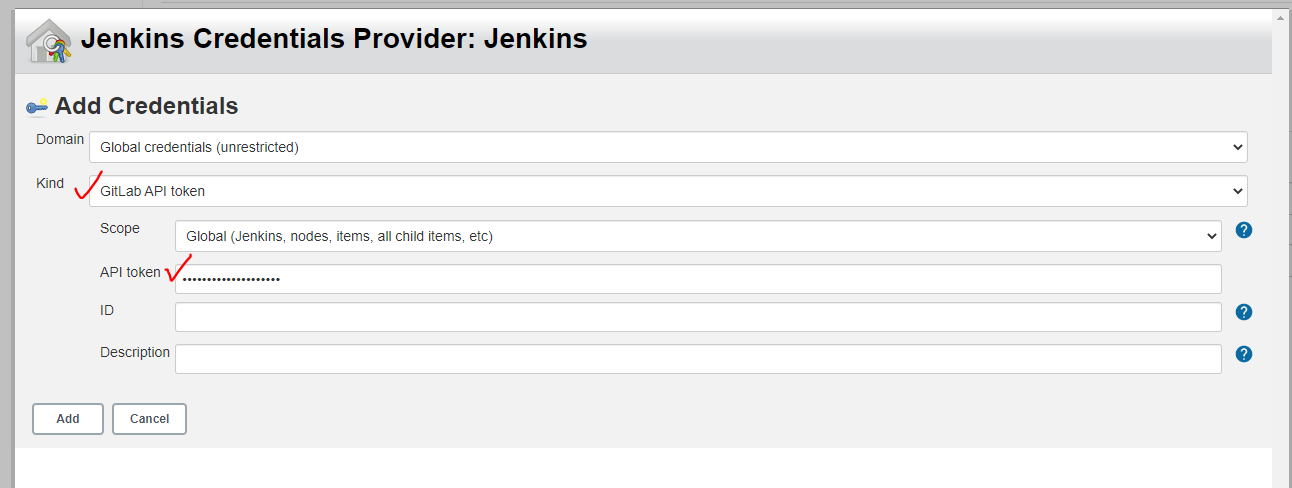 Jenkins Credentials Provider: Jenkins
Add Credentials
Domain
Global credentials (unrestricted)
Kind
GitLab API token
Scope
Global (Jenkins, nodes, items, all child items, etc)
?
API token
••••••••••••••••••••
ID
?
Description
?
Add Cancel